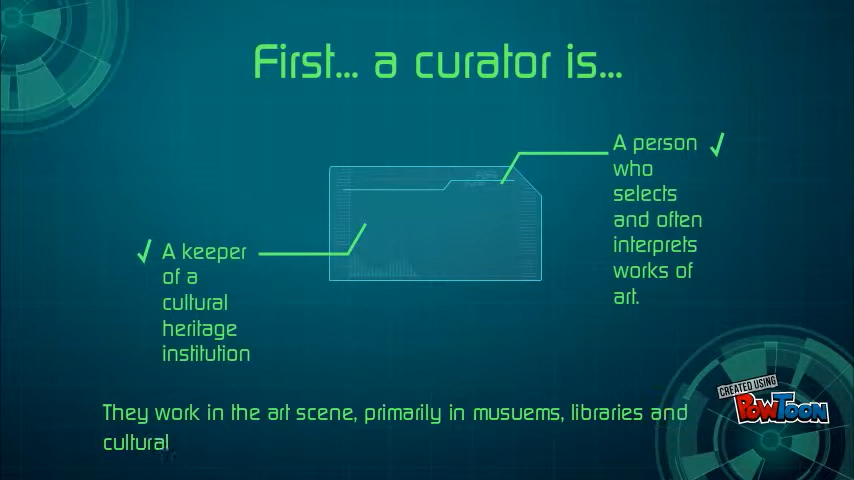 First... a curator is...
A person
who
selects
and often
interprets
works of
art.
A keeper
of a
cultural
heritage
institution
They work in the art scene, primarily in musuems, libraries and
cultural
CREATED USING
POWTOON